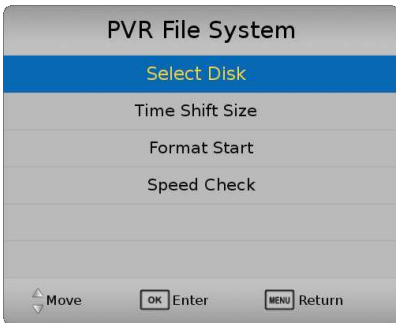 PVR File System
Select Disk
Time Shift Size
Format Start
Speed Check
Move OK Enter MENU Return